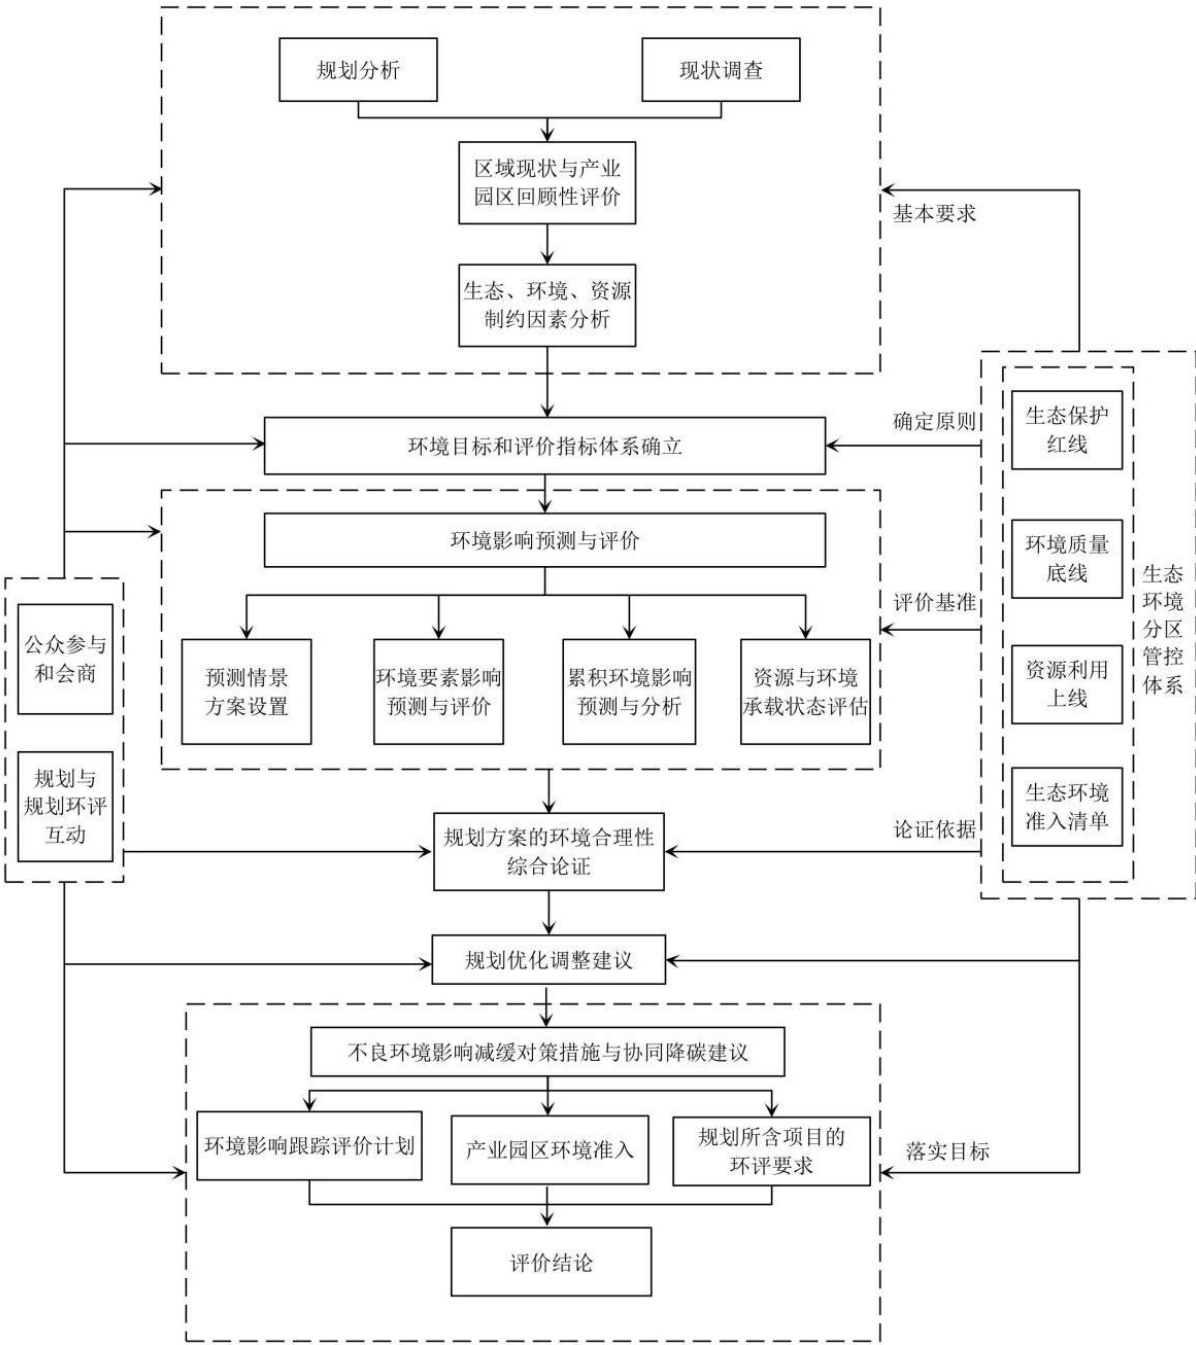 规划分析
现状调查
区域现状与产业
园区回顾性评价
基本要求
生态、环境、资源
制约因素分析
确定原则
环境目标和评价指标体系确立
生态保护
红线
环境影响预测与评价
环境质量
底线
评价基准
生态
环境
分区
管控
体系
公众参与
和会商
预测情景
方案设置
环境要素影响
预测与评价
累积环境影响
预测与分析
资源与环境
承载状态评估
资源利用
上线
规划与
规划环评
互动
生态环境
准入清单
规划方案的环境合理性
综合论证
论证依据
规划优化调整建议
不良环境影响减缓对策措施与协同降碳建议
环境影响跟踪评价计划
产业园区环境准入
规划所含项目的
环评要求
落实目标
评价结论